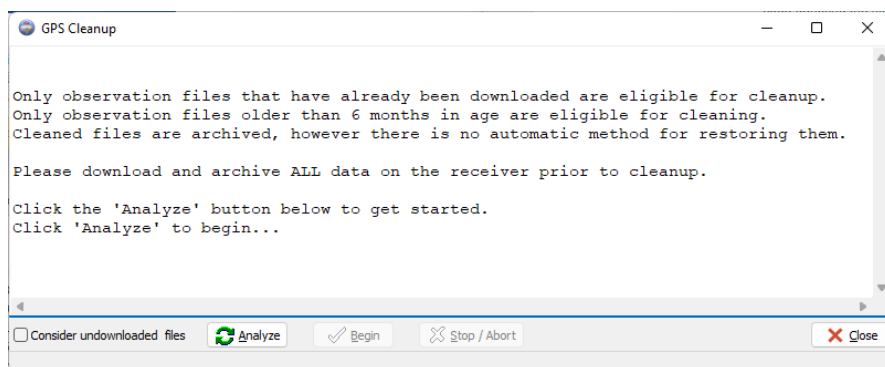 GPS Cleanup
Only observation files that have already been downloaded are eligible for cleanup.
Only observation files older than 6 months in age are eligible for cleaning.
Cleaned files are archived, however there is no automatic method for restoring them.
Please download and archive ALL data on the receiver prior to cleanup.
Click the 'Analyze' button below to get started.
Click 'Analyze' to begin...
Consider undownloaded files Analyze Begin Stop / Abort Close